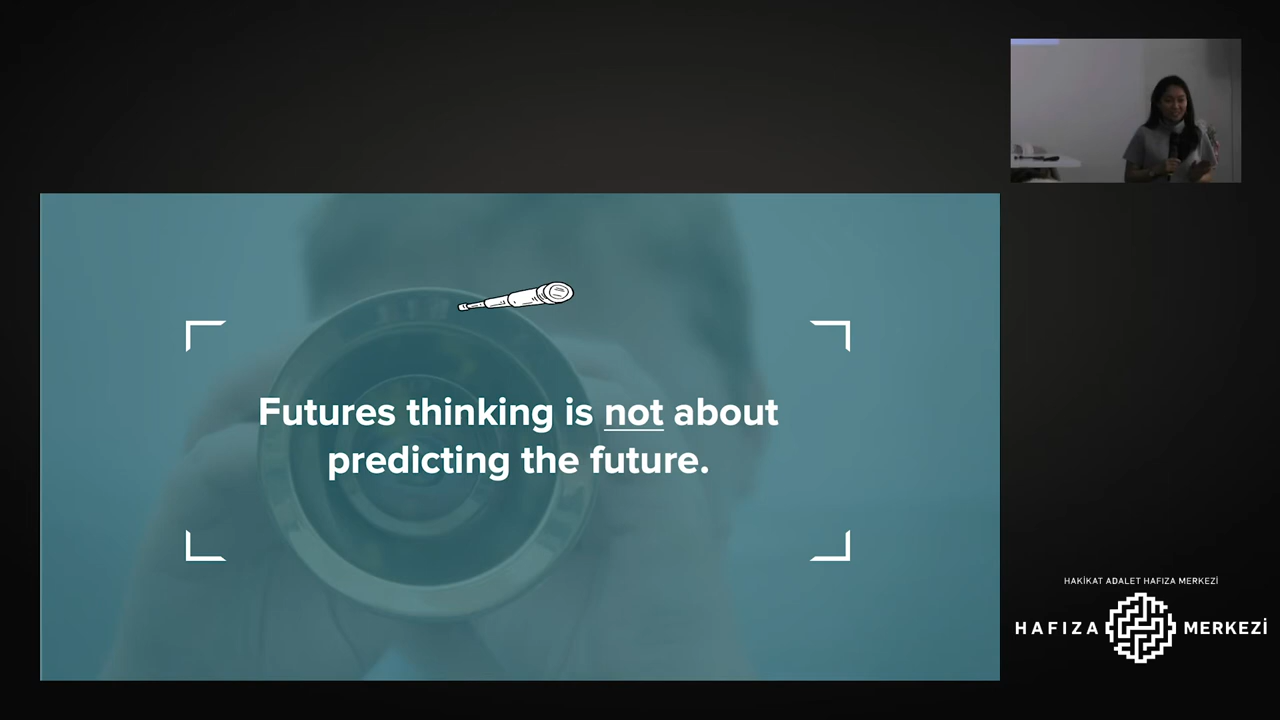 Futures thinking is not about
predicting the future.
HAKİKAT ADALET HAFIZA MERKEZİ
HAFIZA MERKEZİ